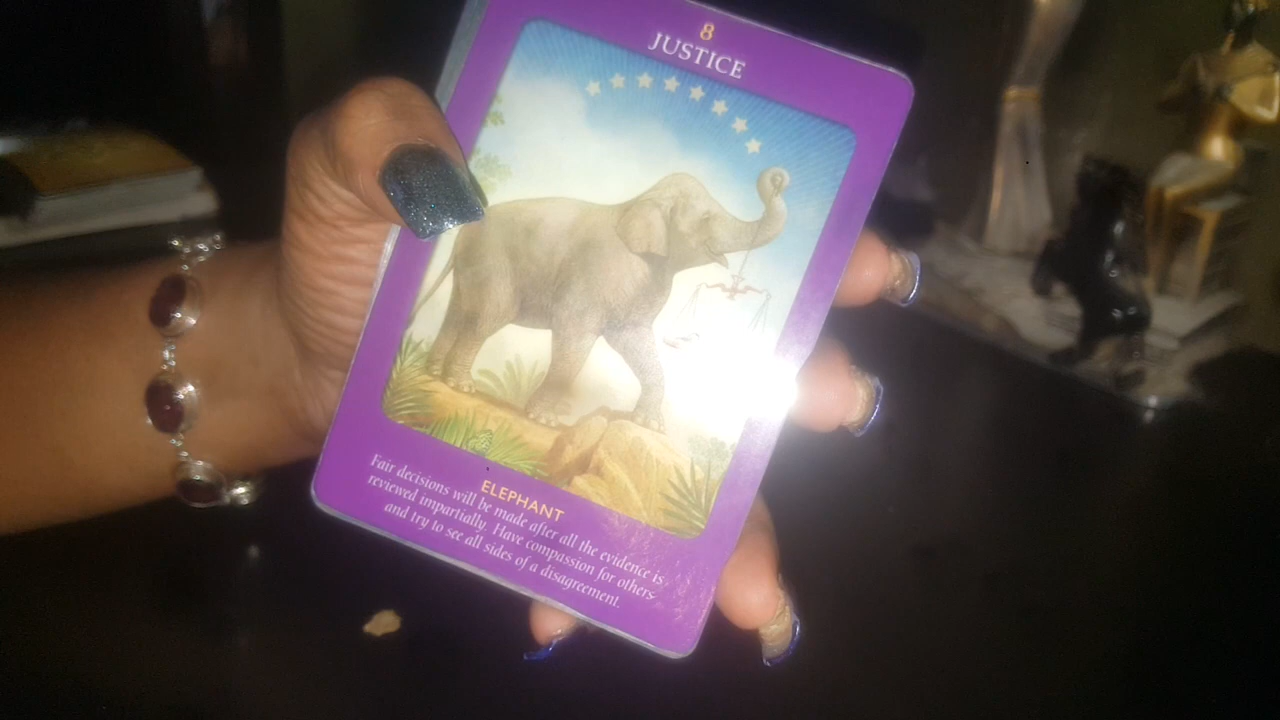 8
JUSTICE
ELEPHANT
Fair decisions will be made after all the evidence is
reviewed impartially. Have compassion for others
and try to see all sides of a disagreement.